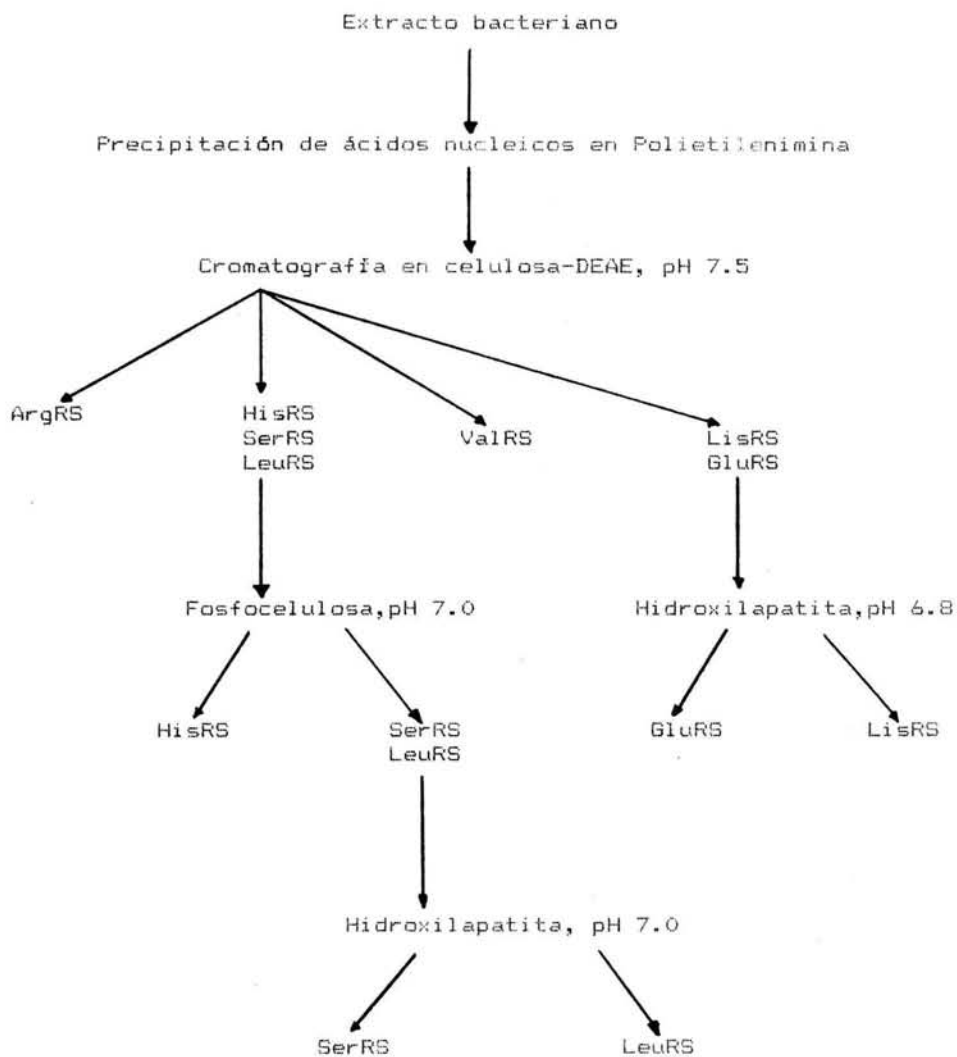 Extracto bacteriano
Precipitación de ácidos nucleicos en Polietilenimina
Cromatografía en celulosa-DEAE, pH 7.5
ArgRS
HisRS
SerRS
LeuRS
ValRS
LisRS
GluRS
Fosfocelulosa,pH 7.0
Hidroxilapatita,pH 6.8
HisRS
SerRS
LeuRS
GluRS
LisRS
Hidroxilapatita, pH 7.0
SerRS
LeuRS